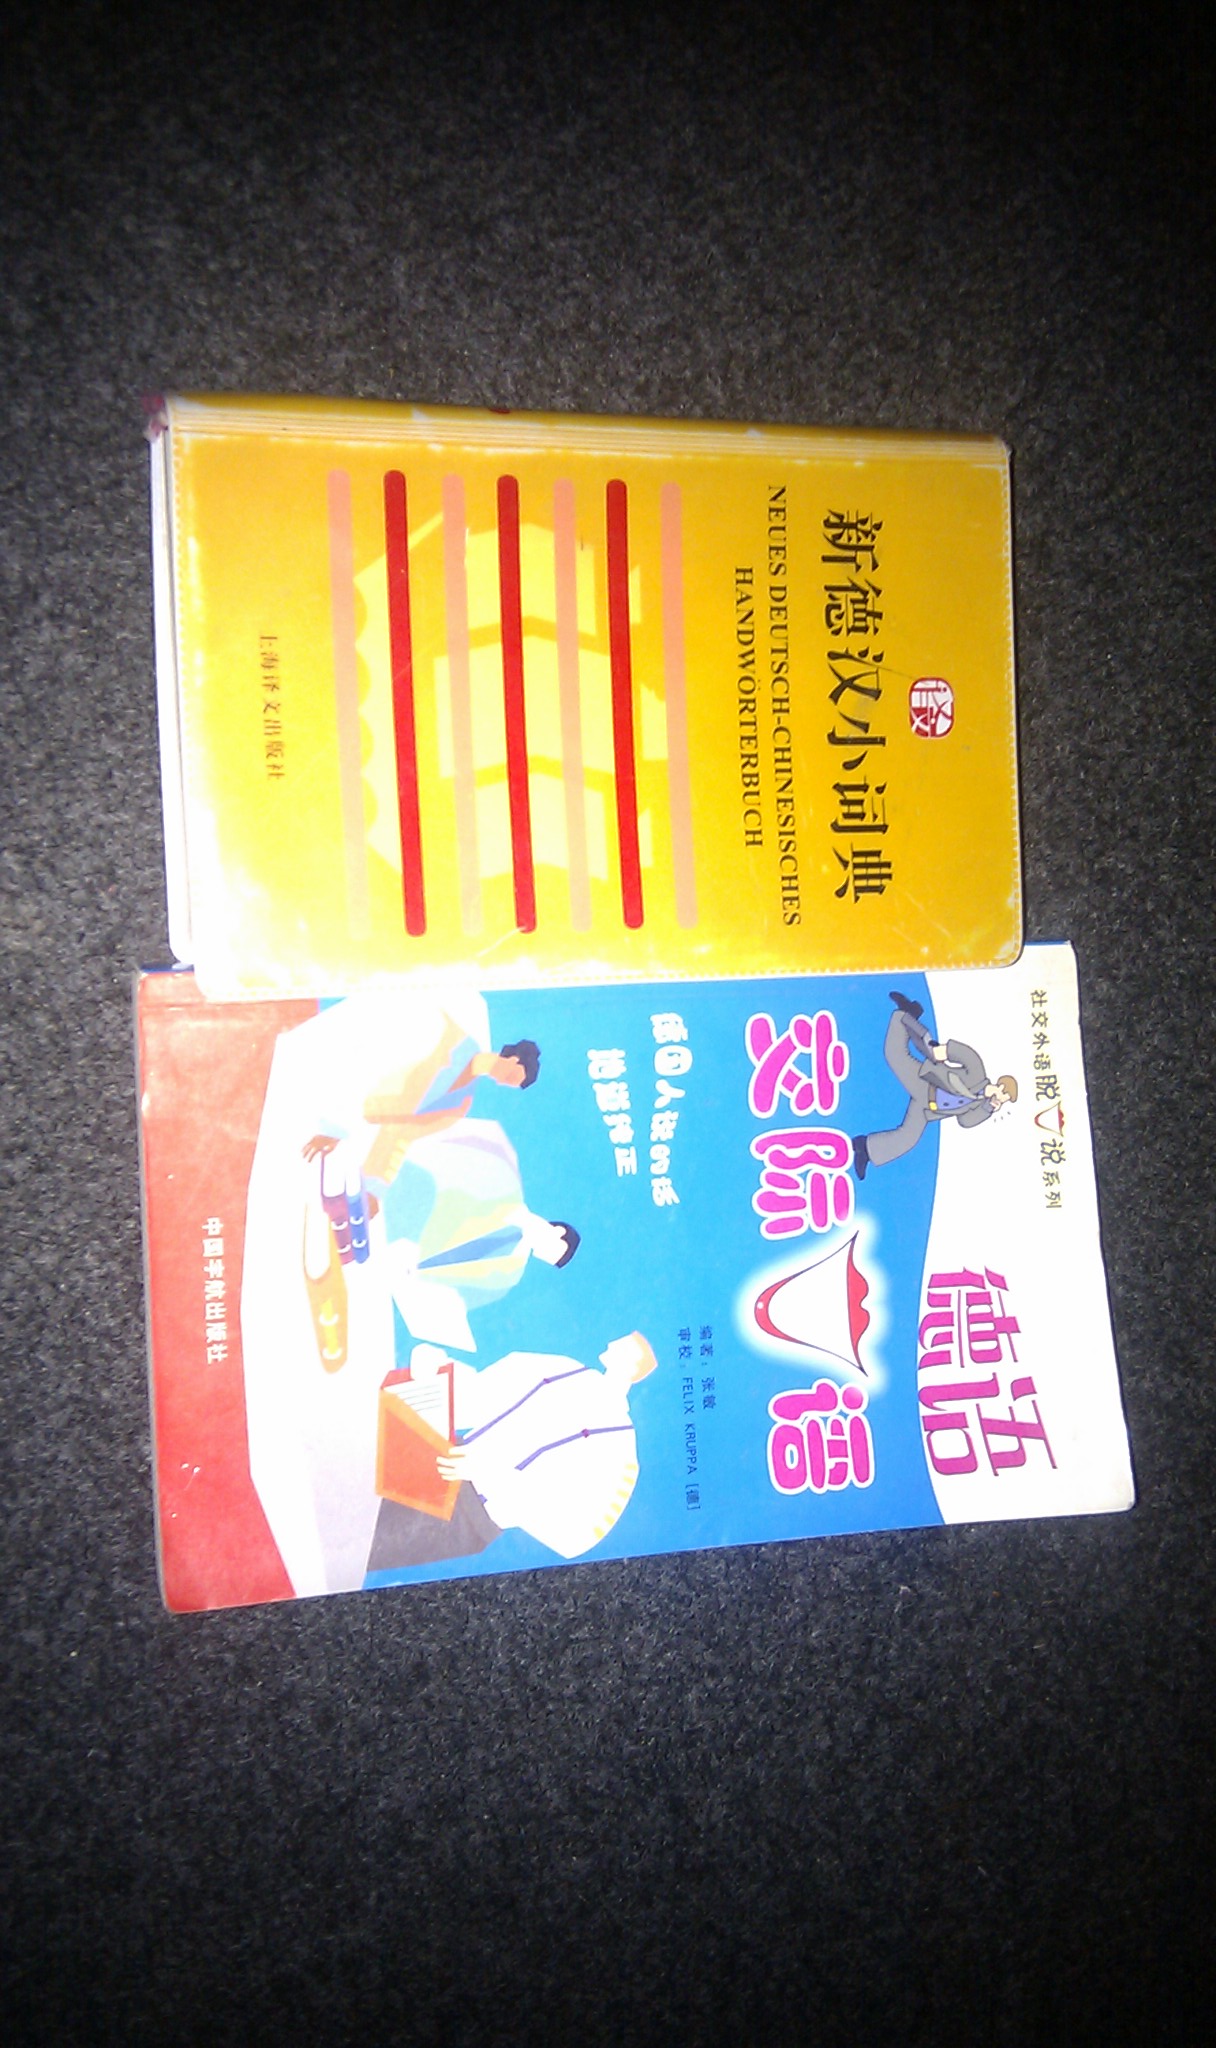 新德汉小词典
NEUES DEUTSCH-CHINESISCHES
HANDWÖRTERBUCH
上海译文出版社
社交外语脱口说系列
德语
交际口语
德国人说的话
地道纯正
编著：张敏
审校：FELIX KRUPPA [德]
中国宇航出版社